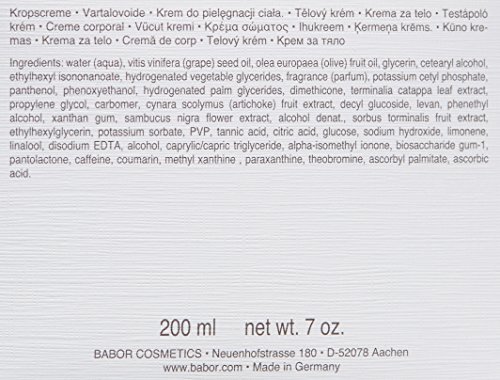 Kropscreme • Vartalovoide • Krem do pielęgnacji ciała. • Tělový krém • Krema za telo • Testápoló
krém • Creme corporal • Vücut kremi • Κρέμα σώματος • Ihukreem • Ķermeņa krēms. • Kūno kre-
mas • Krema za telo • Cremă de corp • Telový krém • Крем за тяло
Ingredients: water (aqua), vitis vinifera (grape) seed oil, olea europaea (olive) fruit oil, glycerin, cetearyl alcohol,
ethylhexyl isononanoate, hydrogenated vegetable glycerides, fragrance (parfum), potassium cetyl phosphate,
panthenol, phenoxyethanol, hydrogenated palm glycerides, dimethicone, terminalia catappa leaf extract,
propylene glycol, carbomer, cynara scolymus (artichoke) fruit extract, decyl glucoside, levan, phenethyl
alcohol, xanthan gum, sambucus nigra flower extract, alcohol denat., sorbus torminalis fruit extract,
ethylhexylglycerin, potassium sorbate, PVP, tannic acid, citric acid, glucose, sodium hydroxide, limonene,
linalool, disodium EDTA, alcohol, caprylic/capric triglyceride, alpha-isomethyl ionone, biosaccharide gum-1,
pantolactone, caffeine, coumarin, methyl xanthine , paraxanthine, theobromine, ascorbyl palmitate, ascorbic
acid.
200 ml net wt. 7 oz.
BABOR COSMETICS • Neuenhofstrasse 180 • D-52078 Aachen
www.babor.com • Made in Germany